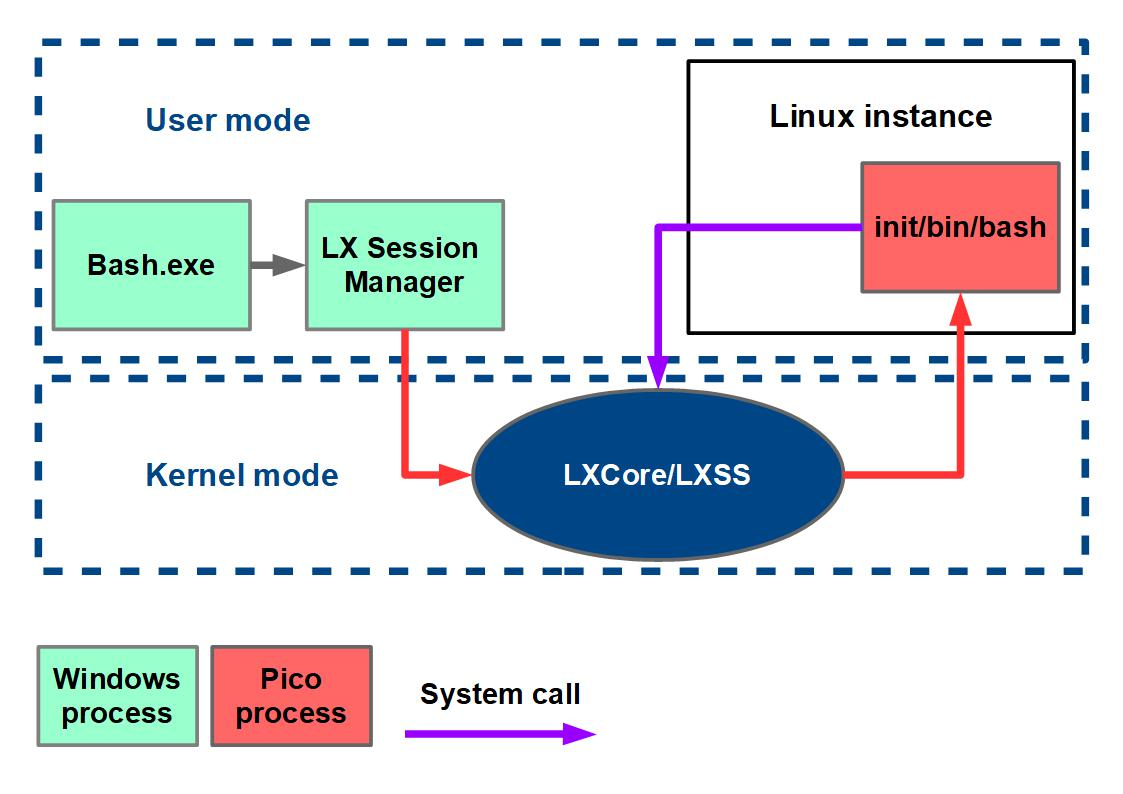 User mode
Linux instance
init/bin/bash
Bash.exe
LX Session
Manager
Kernel mode
LXCore/LXSS
Windows
process
Pico
process
System call